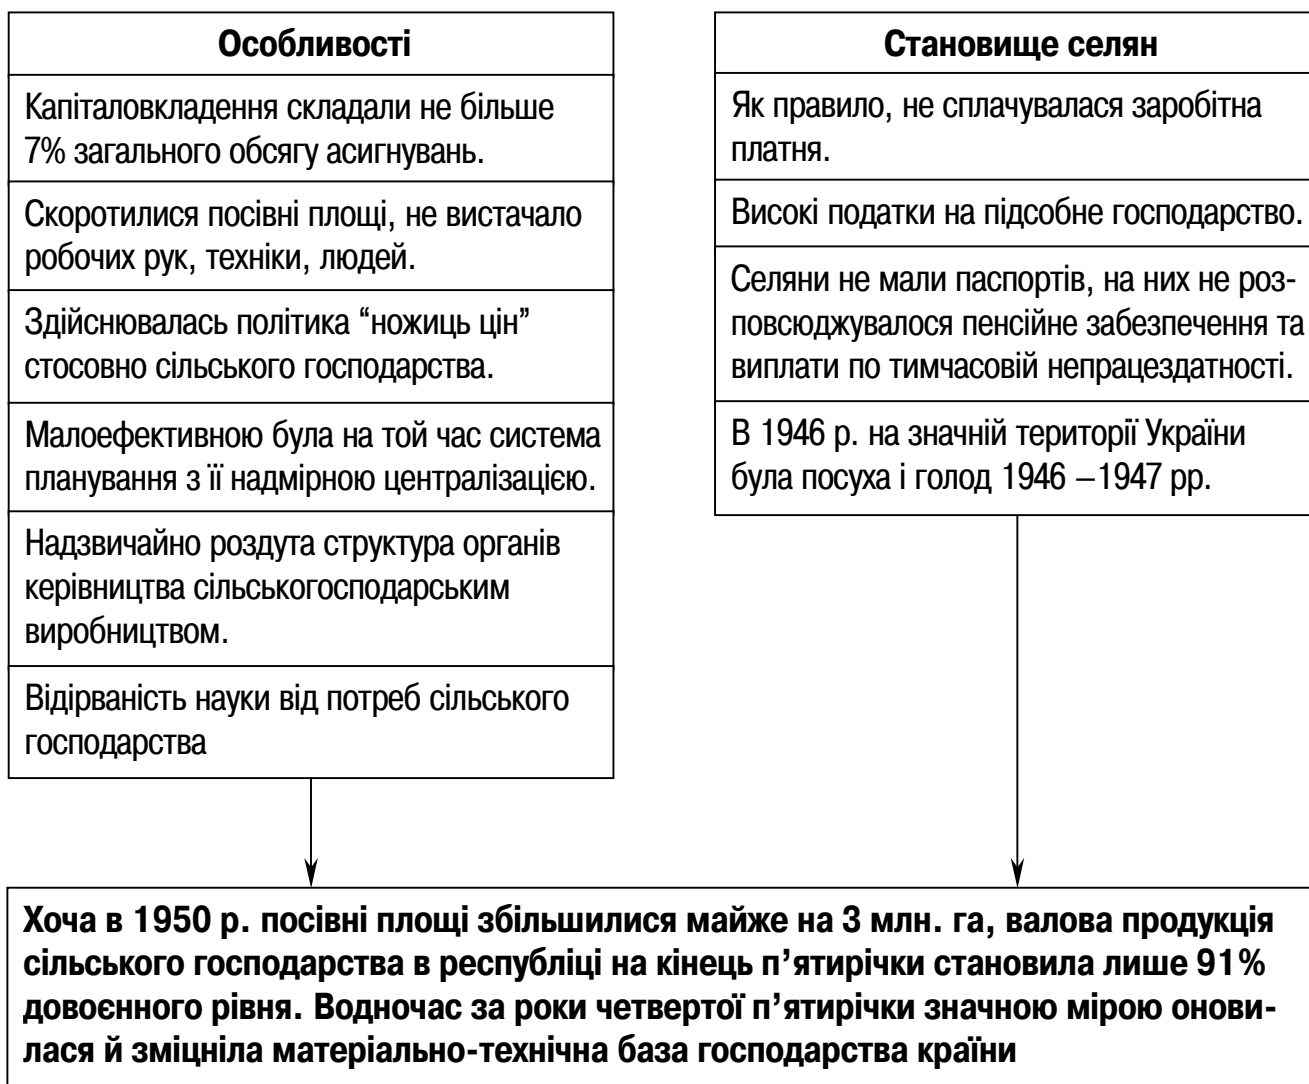 Особливості
Капіталовкладення складали не більше
7% загального обсягу асигнувань.
Скоротилися посівні площі, не вистачало
робочих рук, техніки, людей.
Здійснювалась політика “ножиць цін”
стосовно сільського господарства.
Малоефективною була на той час система
планування з її надмірною централізацією.
Надзвичайно роздута структура органів
керівництва сільськогосподарським
виробництвом.
Відірваність науки від потреб сільського
господарства
Становище селян
Як правило, не сплачувалася заробітна
платня.
Високі податки на підсобне господарство.
Селяни не мали паспортів, на них не роз-
повсюджувалося пенсійне забезпечення та
виплати по тимчасовій непрацездатності.
В 1946 р. на значній території України
була посуха і голод 1946 –1947 рр.
Хоча в 1950 р. посівні площі збільшилися майже на 3 млн. га, валова продукція
сільського господарства в республіці на кінець п’ятирічки становила лише 91%
довоєнного рівня. Водночас за роки четвертої п’ятирічки значною мірою онови-
лася й зміцніла матеріально-технічна база господарства країни